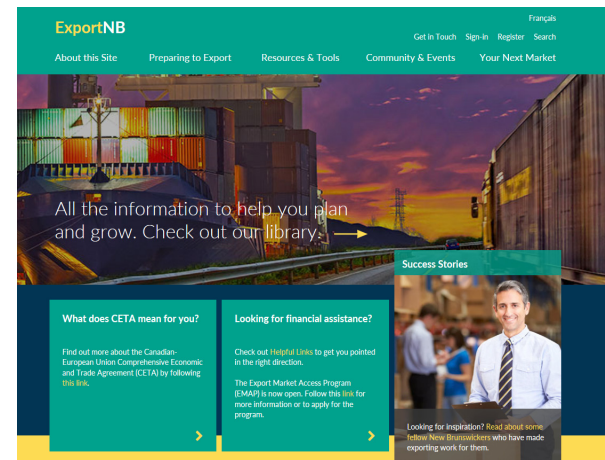 Français
ExportNB
Get in Touch Sign-in Register Search
About this Site Preparing to Export Resources & Tools Community & Events Your Next Market
All the information to help you plan
and grow. Check out our library.
Success Stories
What does CETA mean for you?
Find out more about the Canadian-
European Union Comprehensive Economic
and Trade Agreement (CETA) by following
this link.
Looking for financial assistance?
Check out Helpful Links to get you pointed
in the right direction.
The Export Market Access Program
(EMAP) is now open. Follow this link for
more information or to apply for the
program.
Looking for inspiration? Read about some
fellow New Brunswickers who have made
exporting work for them.